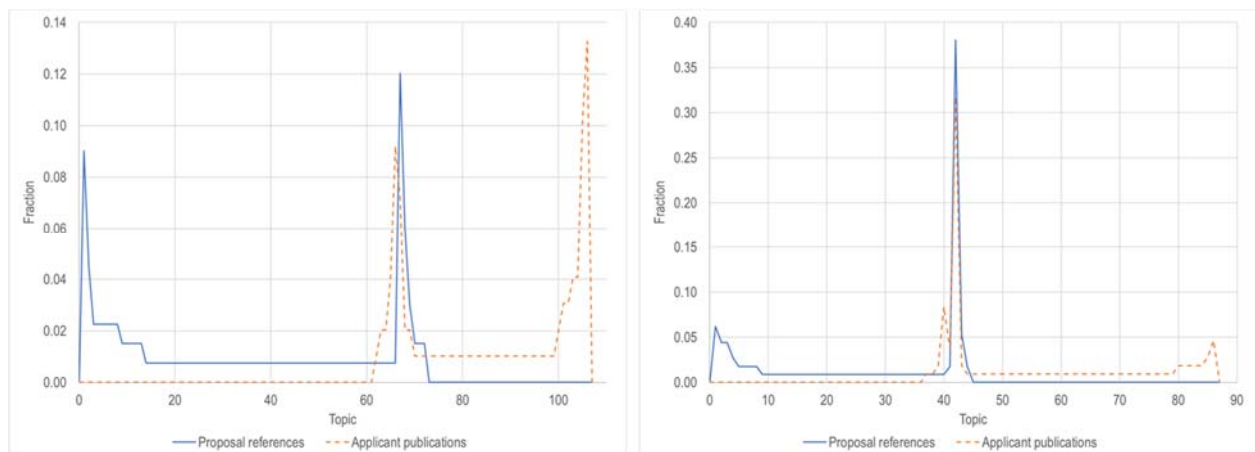 0.14
0.12
0.10
0.08
0.06
0.04
0.02
0.00
Fraction
0 20 40 60 80 100
Topic
Proposal references Applicant publications
0.40
0.35
0.30
0.25
0.20
0.15
0.10
0.05
0.00
Fraction
0 10 20 30 40 50 60 70 80 90
Topic
Proposal references Applicant publications